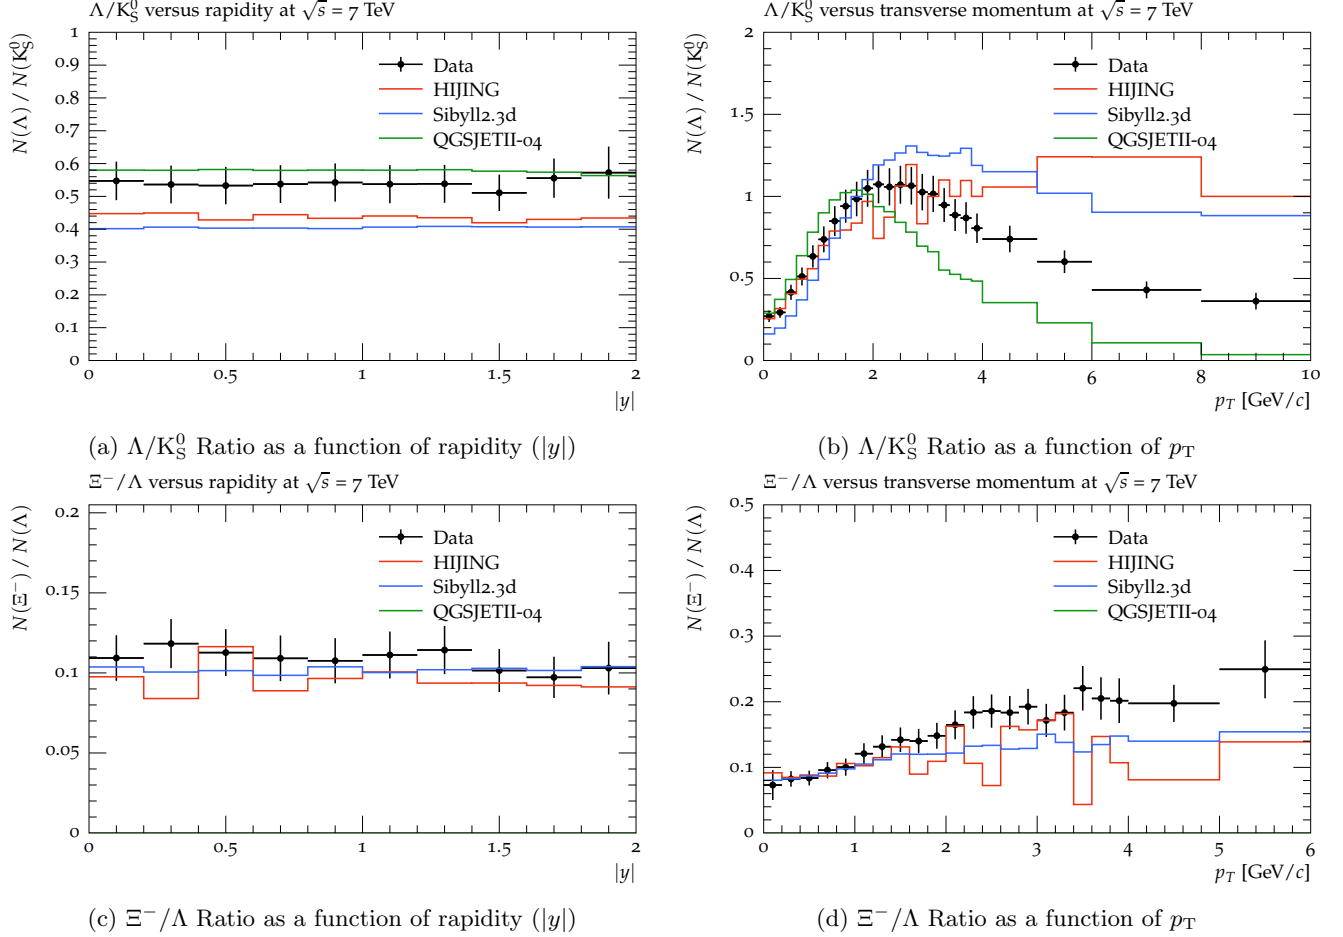 Λ/K⁰S versus rapidity at √s = 7 TeV
N(Λ) / N(K⁰S)
1
0.9
0.8
0.7
0.6
0.5
0.4
0.3
0.2
0.1
0
Data
HIJING
Sibyll2.3d
QGSJETII-04
0 0.5 1 1.5 2
|y|
(a) Λ/K⁰S Ratio as a function of rapidity (|y|)
Λ/K⁰S versus transverse momentum at √s = 7 TeV
N(Λ) / N(K⁰S)
2
1.5
1
0.5
0
Data
HIJING
Sibyll2.3d
QGSJETII-04
0 2 4 6 8 10
pT [GeV/c]
(b) Λ/K⁰S Ratio as a function of pT
Ξ⁻/Λ versus rapidity at √s = 7 TeV
N(Ξ⁻) / N(Λ)
0.2
0.15
0.1
0.05
0
Data
HIJING
Sibyll2.3d
QGSJETII-04
0 0.5 1 1.5 2
|y|
(c) Ξ⁻/Λ Ratio as a function of rapidity (|y|)
Ξ⁻/Λ versus transverse momentum at √s = 7 TeV
N(Ξ⁻) / N(Λ)
0.5
0.4
0.3
0.2
0.1
0
Data
HIJING
Sibyll2.3d
QGSJETII-04
0 1 2 3 4 5 6
pT [GeV/c]
(d) Ξ⁻/Λ Ratio as a function of pT